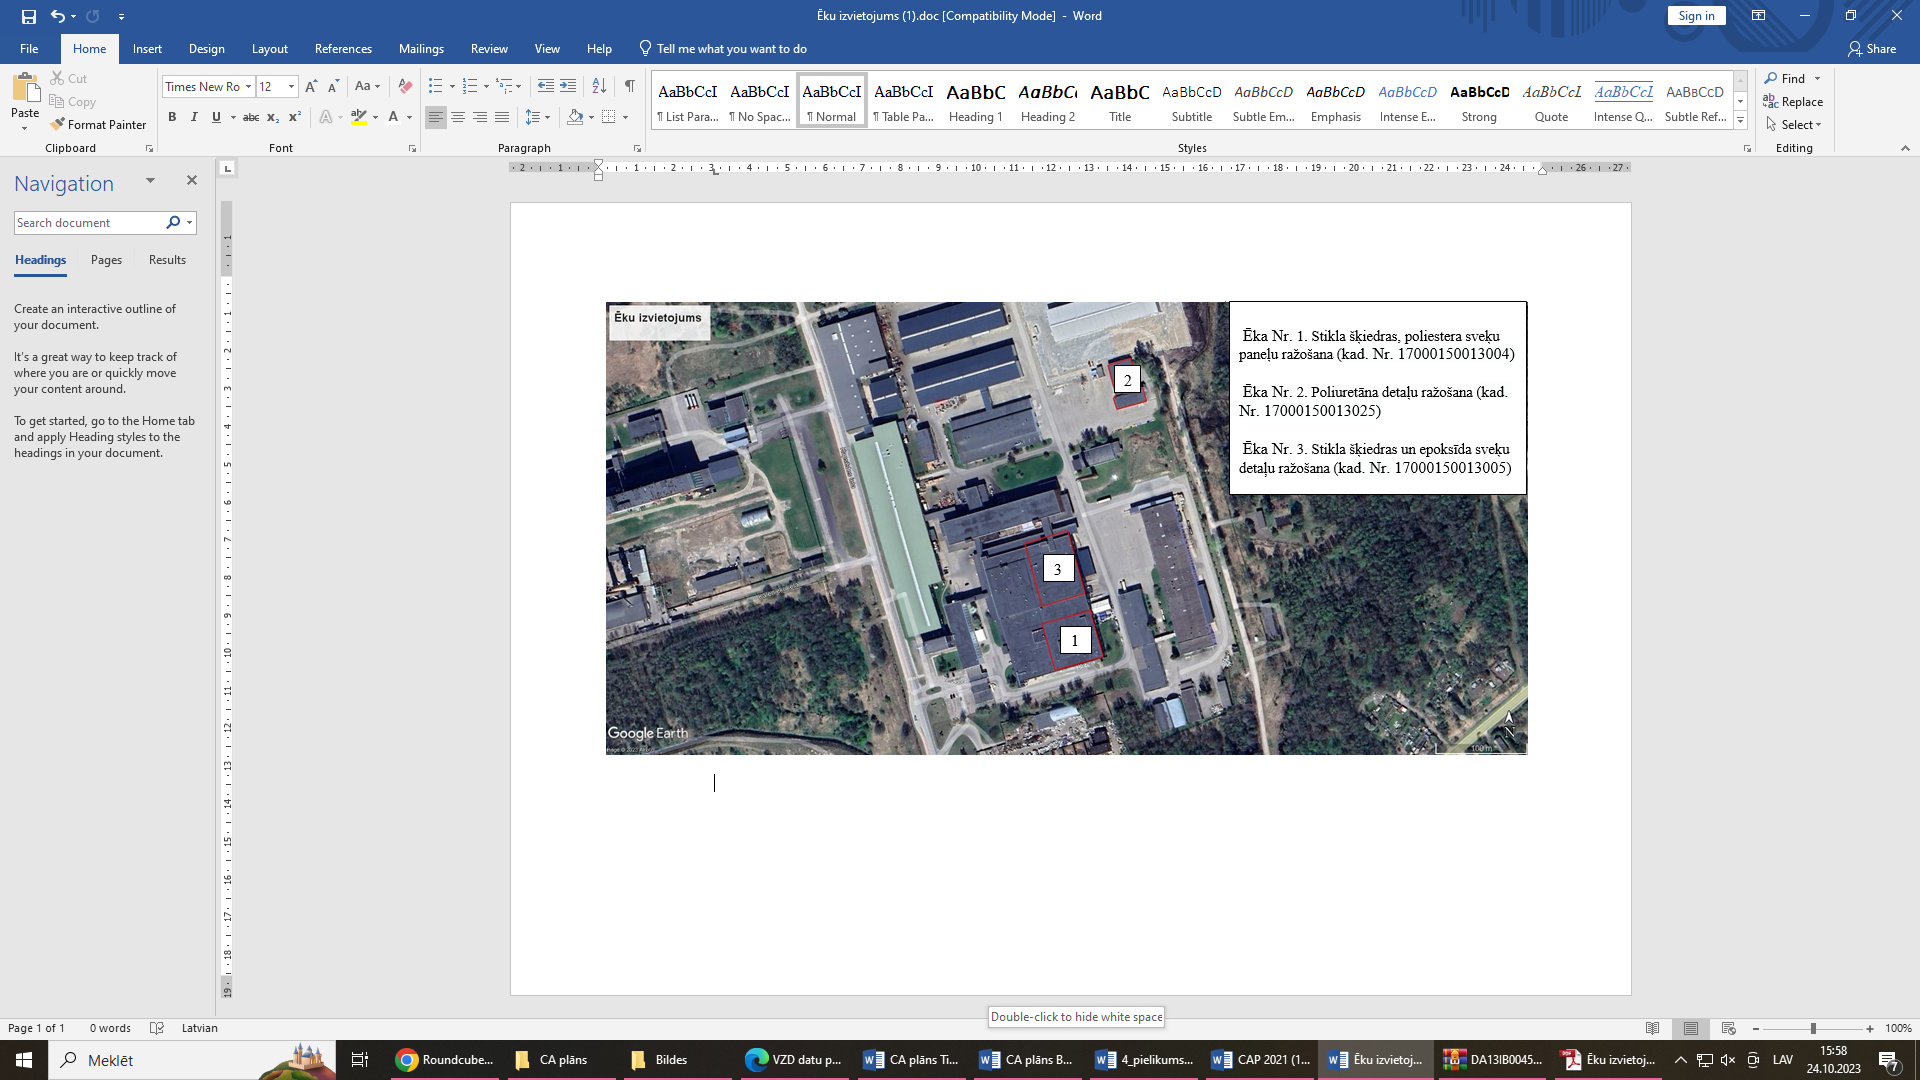 Ēku izvietojums (1).doc [Compatibility Mode] - Word
Sign in
File Home Insert Design Layout References Mailings Review View Help Tell me what you want to do
Share
Paste
Cut
Copy
Format Painter
Clipboard
Times New Ro 12
Font
Paragraph
AaBbCcI AaBbCcI AaBbCcI AaBbCcI AaBbC AaBbC AaBbC AaBbCcD AaBbCcD AaBbCcD AaBbCcD AaBbCcD AaBbCcI AaBbCcI AaBbCcD
¶ List Para... ¶ No Spac... ¶ Normal ¶ Table Pa... Heading 1 Heading 2 Title Subtitle Subtle Em... Emphasis Intense E... Strong Quote Intense Q... Subtle Ref...
Styles
Find
Replace
Select
Editing
Navigation
Search document
Headings Pages Results
Create an interactive outline of
your document.
It's a great way to keep track of
where you are or quickly move
your content around.
To get started, go to the Home tab
and apply Heading styles to the
headings in your document.
Ēku izvietojums
2
3
1
Google Earth
100 m
N
Ēka Nr. 1. Stikla šķiedras, poliestera sveķu
paneļu ražošana (kad. Nr. 17000150013004)
Ēka Nr. 2. Poliuretāna detaļu ražošana (kad.
Nr. 17000150013025)
Ēka Nr. 3. Stikla šķiedras un epoksīda sveķu
detaļu ražošana (kad. Nr. 17000150013005)
Double-click to hide white space
Page 1 of 1 0 words Latvian
100%
Meklēt
Roundcube... CA plāns Bildes VZD datu p... CA plāns Ti... CA plāns B... 4_pielikums... CAP 2021 (1... Ēku izvietoj... DA13IB0045... Ēku izvietoj...
LAV
15:58
24.10.2023
7